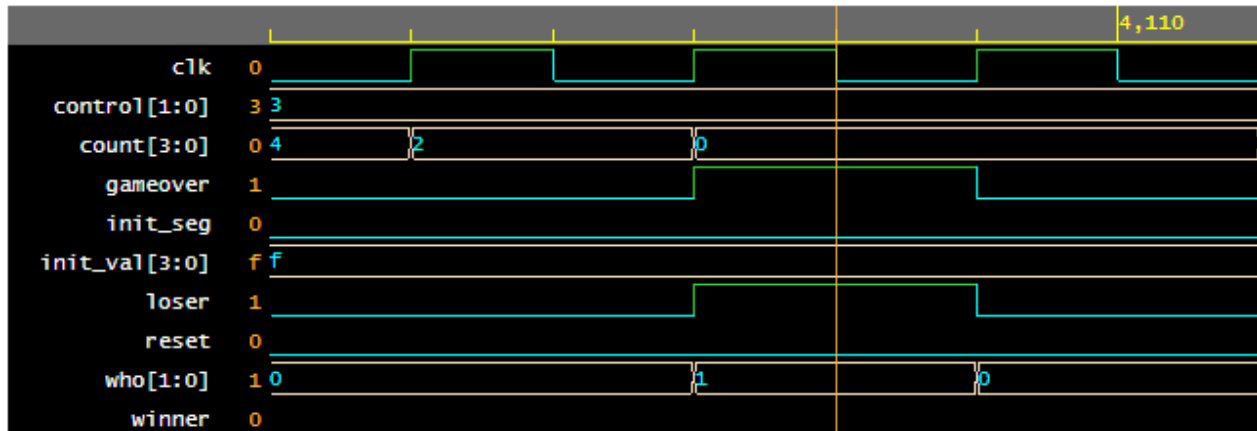 4,110
clk 0
control[1:0] 3 3
count[3:0] 0 4 2 0
gameover 1
init_seg 0
init_val[3:0] f f
loser 1
reset 0
who[1:0] 1 0 1 0
winner 0